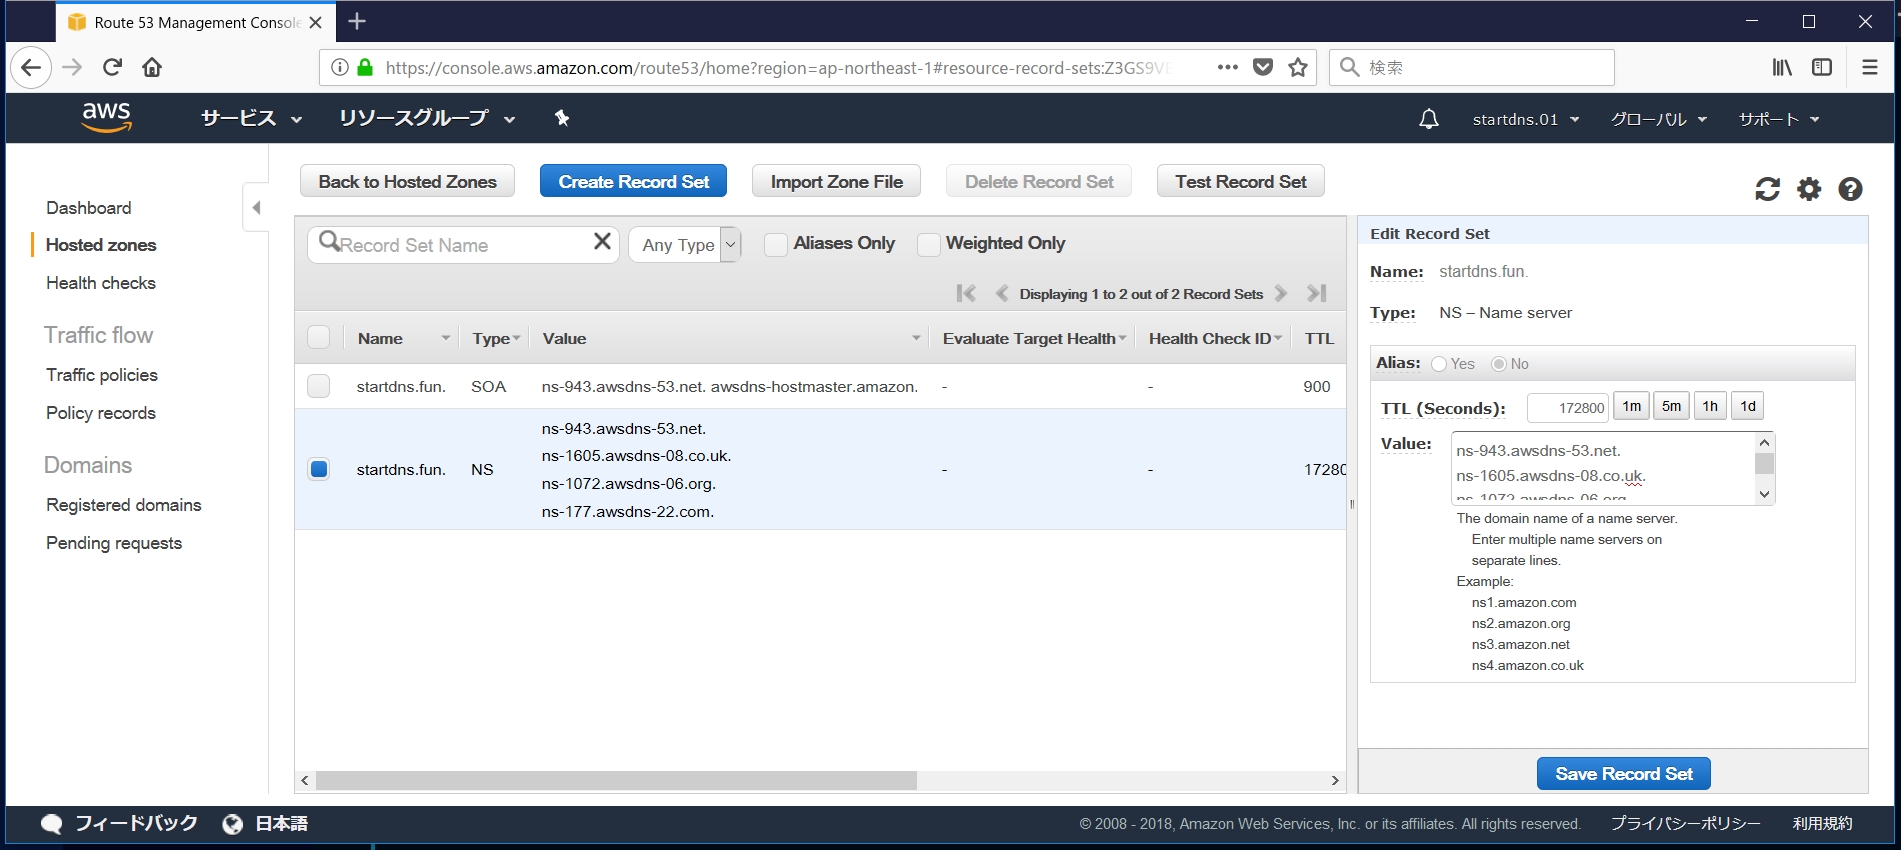 Route 53 Management Console
https://console.aws.amazon.com/route53/home?region=ap-northeast-1#resource-record-sets:Z3GS9VE
検索
aws
サービス
リソースグループ
startdns.01
グローバル
サポート
Back to Hosted Zones
Create Record Set
Import Zone File
Delete Record Set
Test Record Set
Dashboard
Hosted zones
Health checks
Traffic flow
Traffic policies
Policy records
Domains
Registered domains
Pending requests
Record Set Name
Any Type
Aliases Only
Weighted Only
Displaying 1 to 2 out of 2 Record Sets
Name Type Value Evaluate Target Health Health Check ID TTL
startdns.fun. SOA ns-943.awsdns-53.net. awsdns-hostmaster.amazon. - - 900
ns-943.awsdns-53.net.
ns-1605.awsdns-08.co.uk.
startdns.fun. NS - - 17280
ns-1072.awsdns-06.org.
ns-177.awsdns-22.com.
Edit Record Set
Name: startdns.fun.
Type: NS – Name server
Alias: Yes No
TTL (Seconds): 172800 1m 5m 1h 1d
Value: ns-943.awsdns-53.net.
ns-1605.awsdns-08.co.uk.
ns-1072.awsdns-06.org.
The domain name of a name server.
Enter multiple name servers on
separate lines.
Example:
ns1.amazon.com
ns2.amazon.org
ns3.amazon.net
ns4.amazon.co.uk
Save Record Set
フィードバック
日本語
© 2008 - 2018, Amazon Web Services, Inc. or its affiliates. All rights reserved.
プライバシーポリシー
利用規約